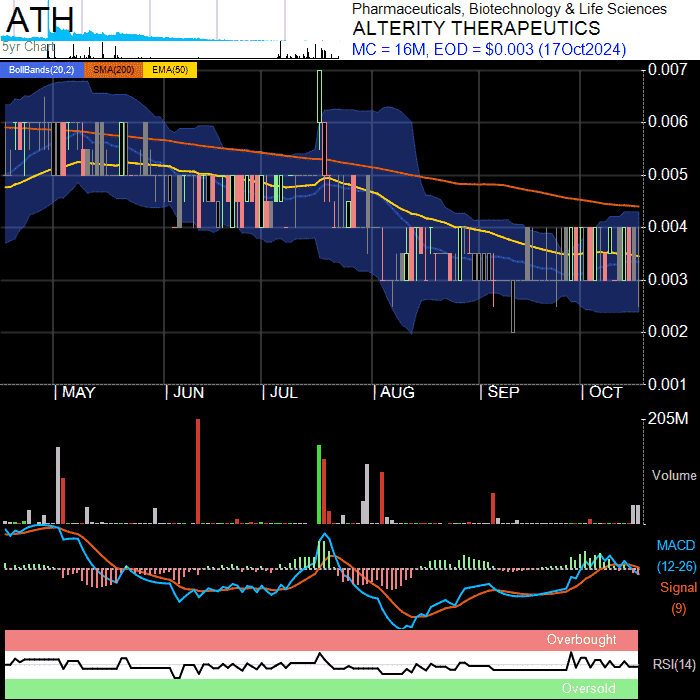 ATH
5yr Chart
Pharmaceuticals, Biotechnology & Life Sciences
ALTERITY THERAPEUTICS
MC = 16M, EOD = $0.003 (17Oct2024)
BollBands(20,2) SMA(200) EMA(50)
0.007
0.006
0.005
0.004
0.003
0.002
0.001
MAY JUN JUL AUG SEP OCT
205M
Volume
MACD
(12-26)
Signal
(9)
Overbought
RSI(14)
Oversold